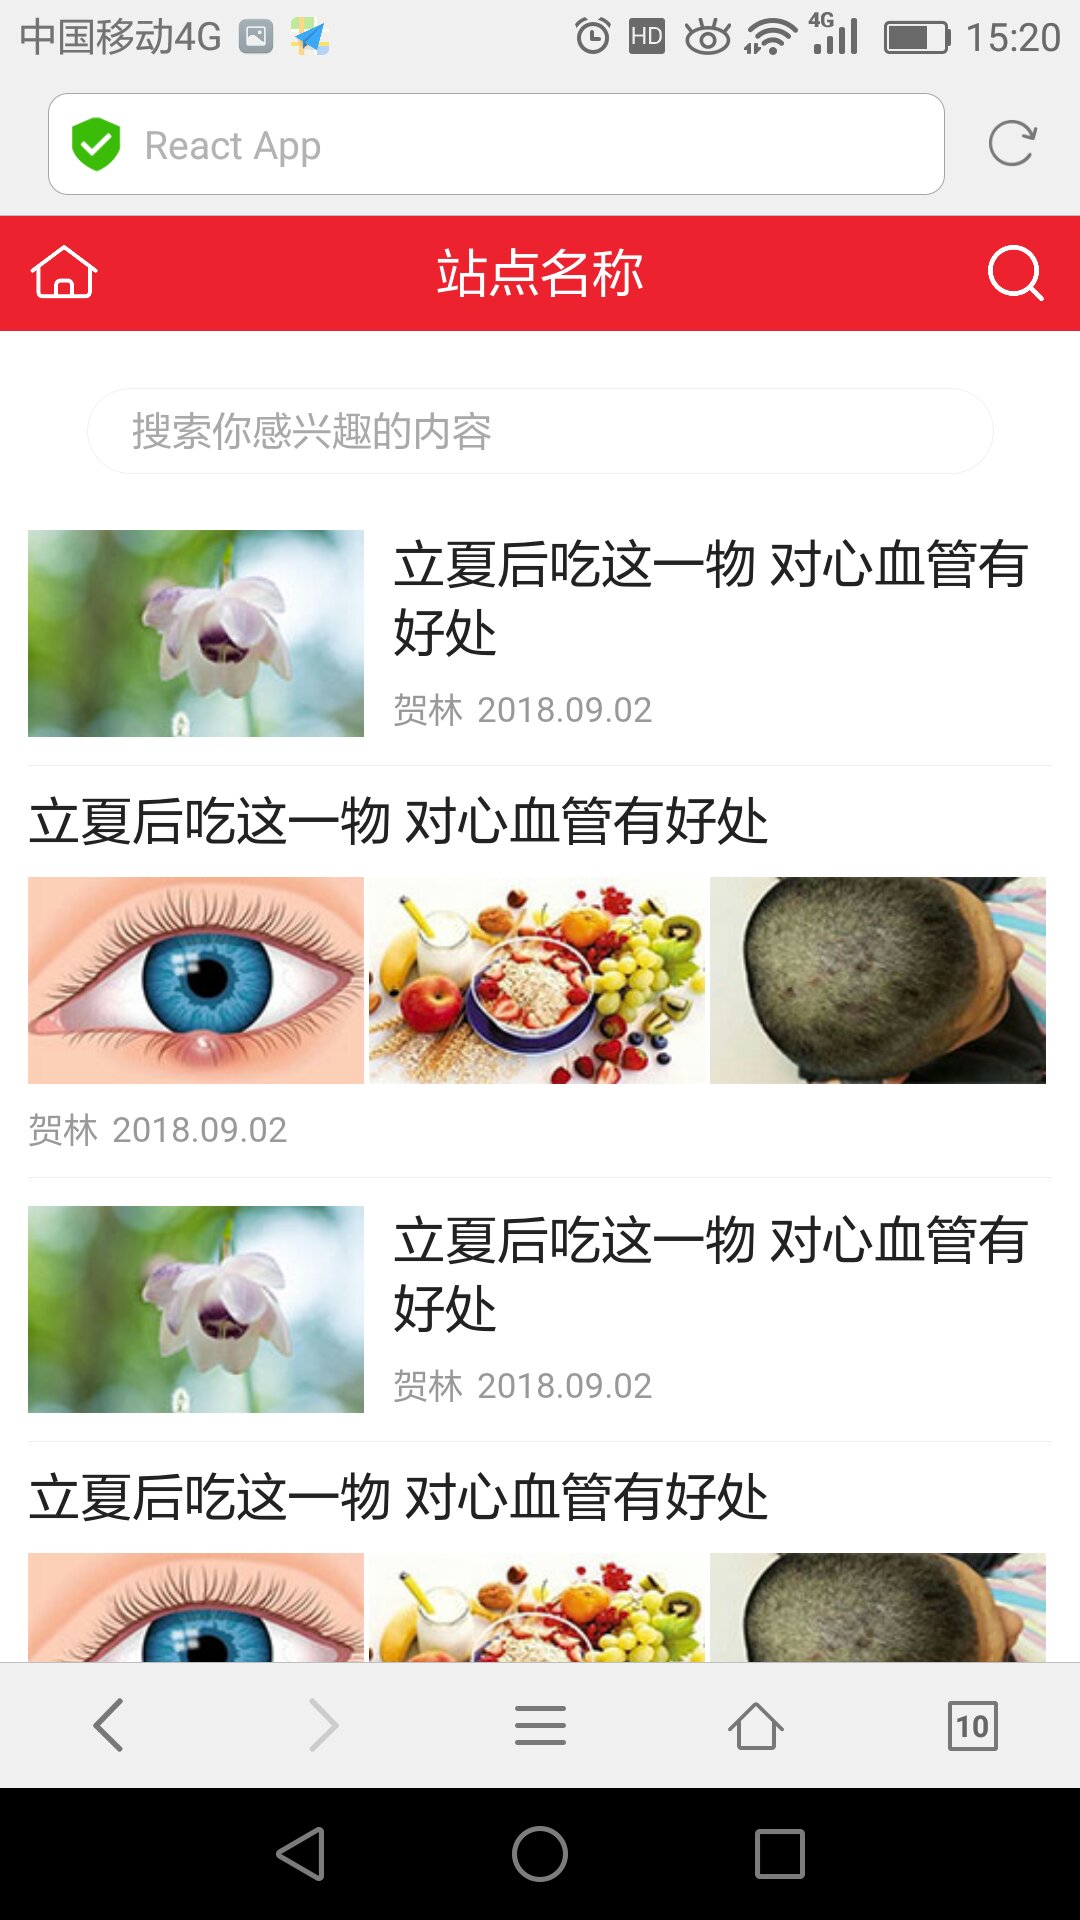 中国移动4G HD 4G 15:20
React App
站点名称
搜索你感兴趣的内容
立夏后吃这一物 对心血管有
好处
贺林 2018.09.02
立夏后吃这一物 对心血管有好处
贺林 2018.09.02
立夏后吃这一物 对心血管有
好处
贺林 2018.09.02
立夏后吃这一物 对心血管有好处
10